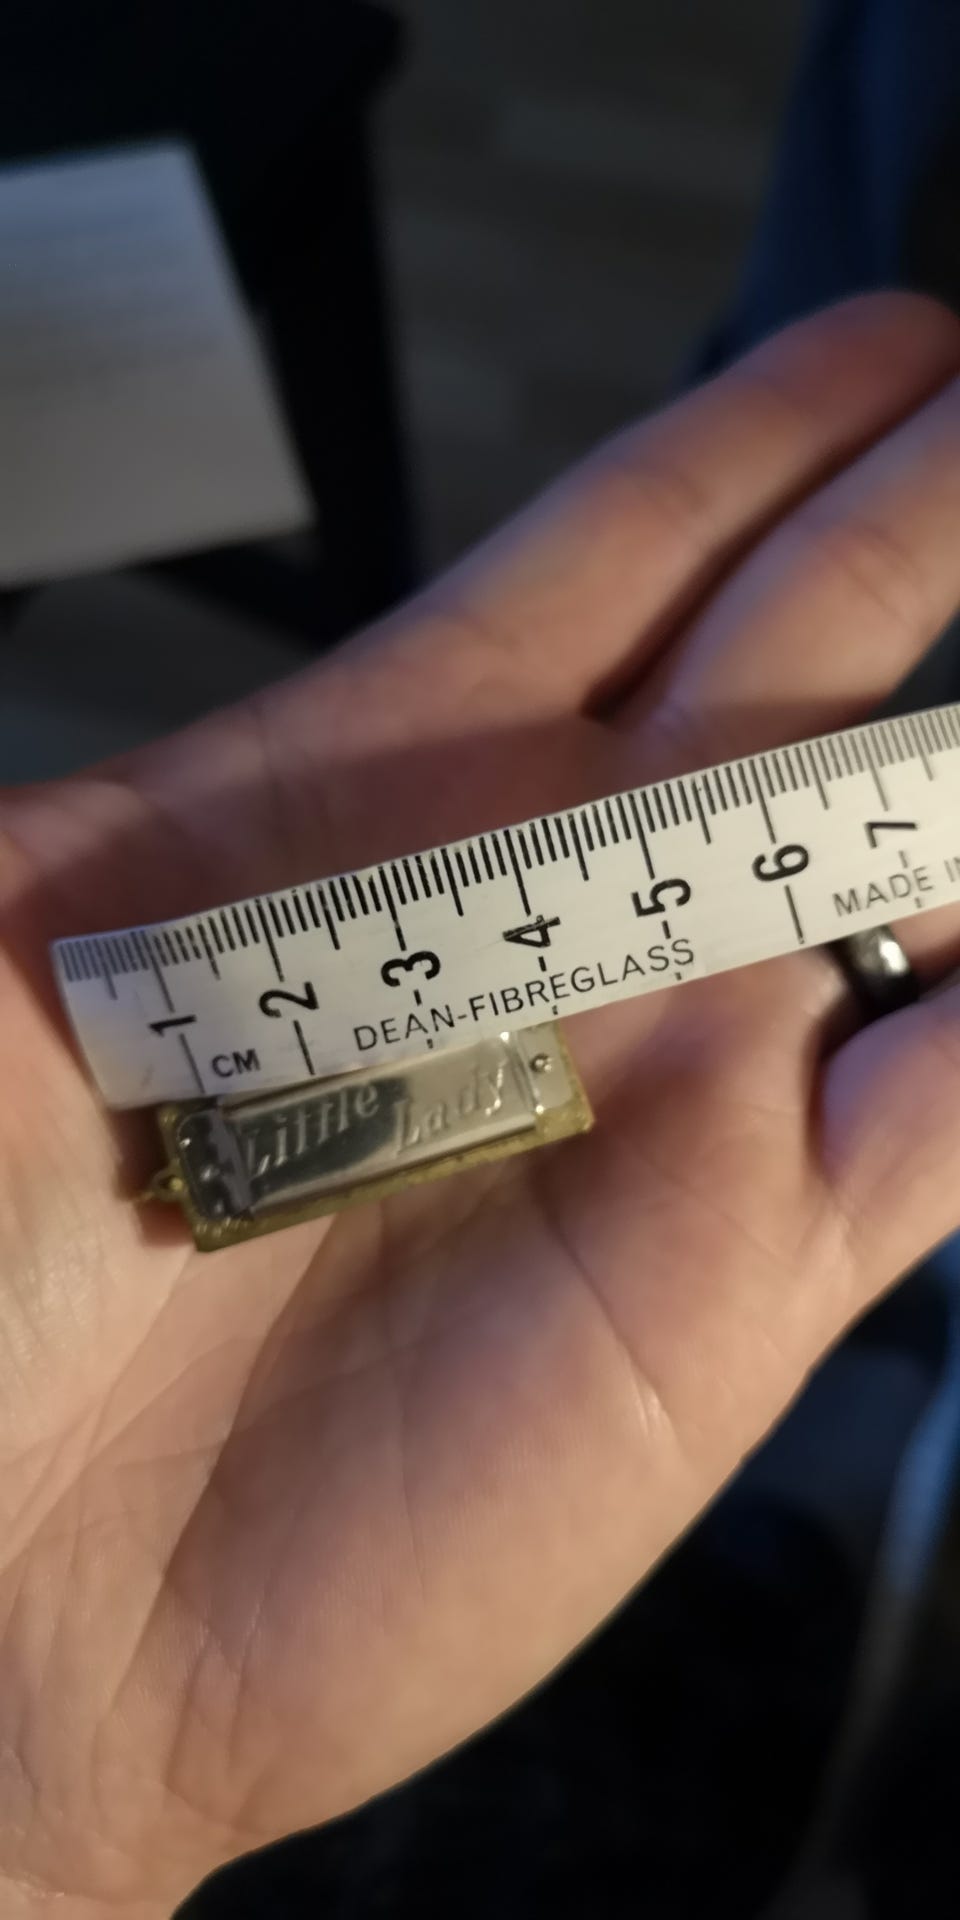 1 2 3 4 5 6 7
CM DEAN-FIBREGLASS MADE IN
Little Lady